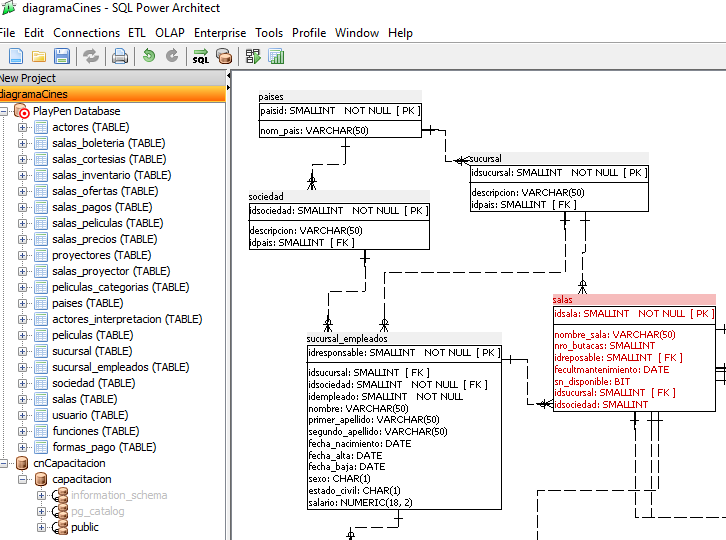 diagramaCines - SQL Power Architect
File Edit Connections ETL OLAP Enterprise Tools Profile Window Help
SQL
New Project
diagramaCines
PlayPen Database
actores (TABLE)
salas_boleteria (TABLE)
salas_cortesias (TABLE)
salas_inventario (TABLE)
salas_ofertas (TABLE)
salas_pagos (TABLE)
salas_peliculas (TABLE)
salas_precios (TABLE)
proyectores (TABLE)
salas_proyector (TABLE)
peliculas_categorias (TABLE)
paises (TABLE)
actores_interpretacion (TABLE)
peliculas (TABLE)
sucursal (TABLE)
sucursal_empleados (TABLE)
sociedad (TABLE)
salas (TABLE)
usuario (TABLE)
funciones (TABLE)
formas_pago (TABLE)
cnCapacitacion
capacitacion
information_schema
pg_catalog
public
paises
paisid: SMALLINT NOT NULL [ PK ]
nom_pais: VARCHAR(50)
sucursal
idsucursal: SMALLINT NOT NULL [ PK ]
descripcion: VARCHAR(50)
idpais: SMALLINT [ FK ]
sociedad
idsociedad: SMALLINT NOT NULL [ PK ]
descripcion: VARCHAR(50)
idpais: SMALLINT [ FK ]
salas
idsala: SMALLINT NOT NULL [ PK ]
nombre_sala: VARCHAR(50)
nro_butacas: SMALLINT
idreposable: SMALLINT [ FK ]
fecultmantenimiento: DATE
sn_disponible: BIT
idsucursal: SMALLINT [ FK ]
idsociedad: SMALLINT
sucursal_empleados
idresponsable: SMALLINT NOT NULL [ PK ]
idsucursal: SMALLINT [ FK ]
idsociedad: SMALLINT NOT NULL [ FK ]
idempleado: SMALLINT NOT NULL
nombre: VARCHAR(50)
primer_apellido: VARCHAR(50)
segundo_apellido: VARCHAR(50)
fecha_nacimiento: DATE
fecha_alta: DATE
fecha_baja: DATE
sexo: CHAR(1)
estado_civil: CHAR(1)
salario: NUMERIC(18, 2)